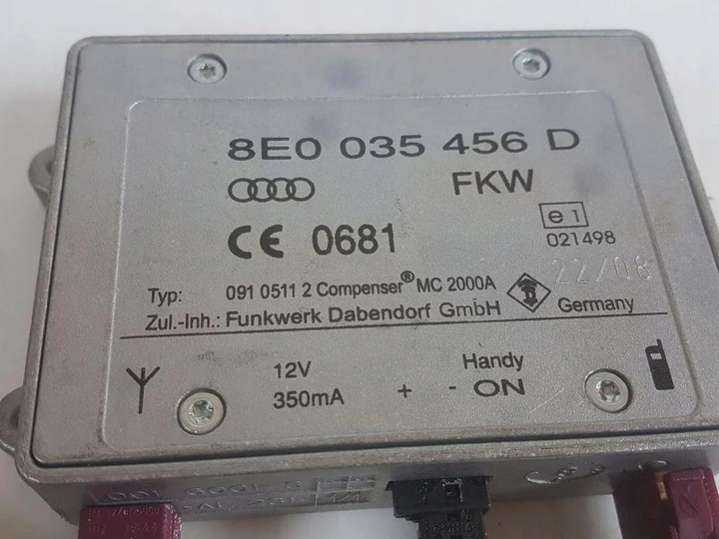 8E0 035 456 D
FKW
CE 0681
e1
021498
22/08
Typ: 091 0511 2 Compenser® MC 2000A
Zul.-Inh.: Funkwerk Dabendorf GmbH Germany
12V Handy
350mA + - ON